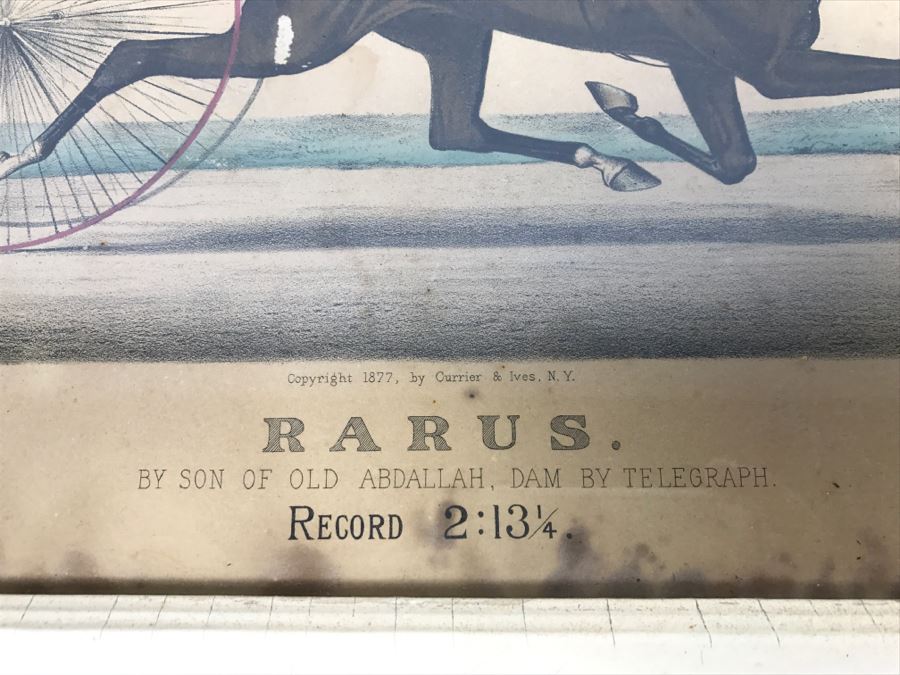 Copyright 1877, by Currier & Ives, N.Y.
RARUS.
BY SON OF OLD ABDALLAH, DAM BY TELEGRAPH.
RECORD 2:13¼.